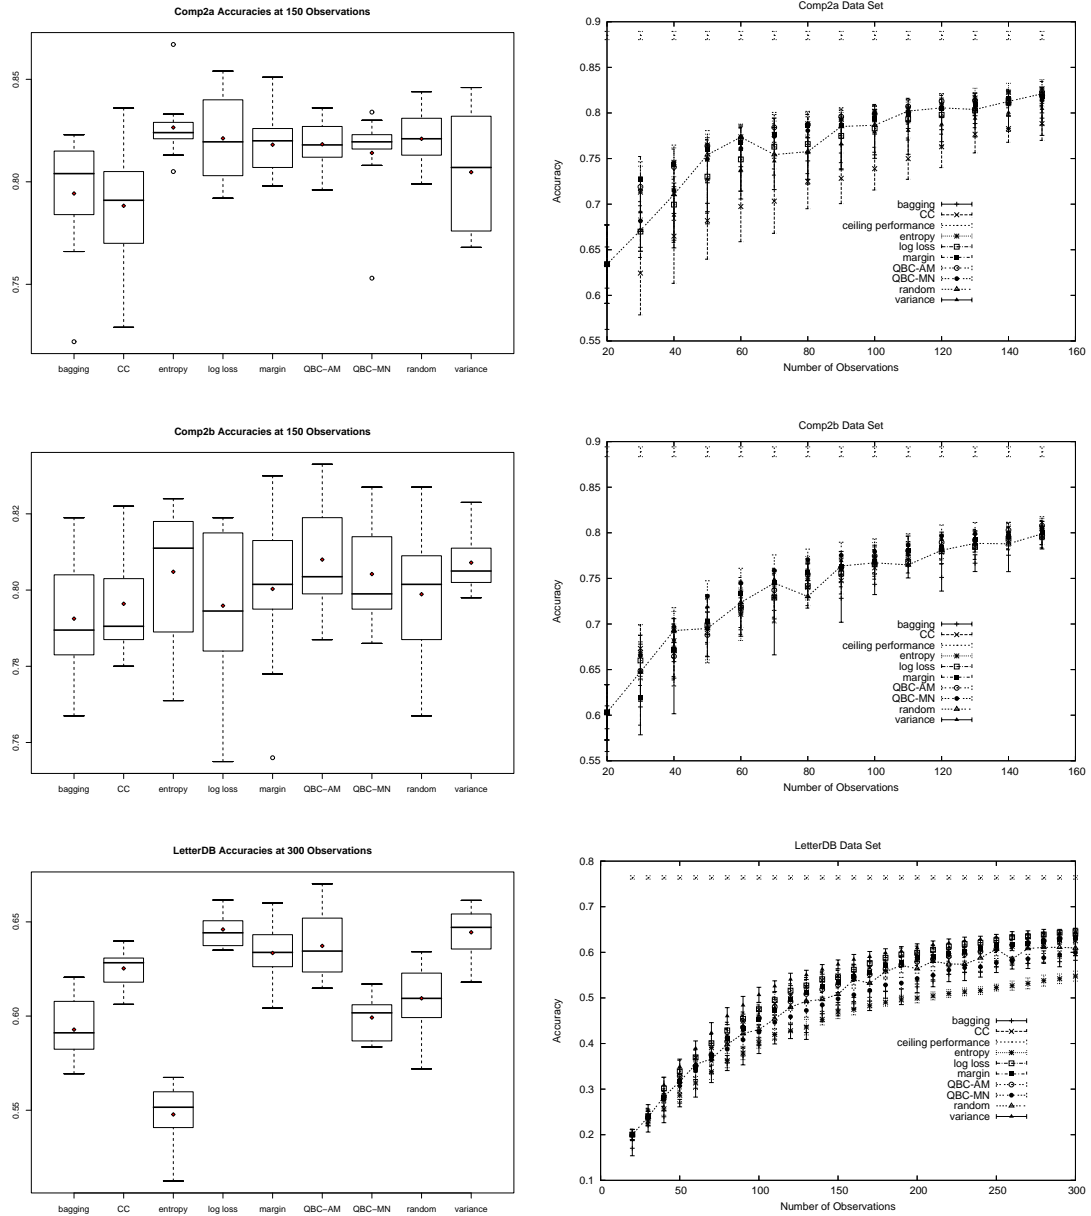 Comp2a Accuracies at 150 Observations
0.85
0.80
0.75
bagging CC entropy log loss margin QBC−AM QBC−MN random variance
Comp2a Data Set
0.9
0.85
0.8
0.75
0.7
0.65
0.6
0.55
Accuracy
bagging
CC
ceiling performance
entropy
log loss
margin
QBC-AM
QBC-MN
random
variance
20 40 60 80 100 120 140 160
Number of Observations
Comp2b Accuracies at 150 Observations
0.82
0.80
0.78
0.76
bagging CC entropy log loss margin QBC−AM QBC−MN random variance
Comp2b Data Set
0.9
0.85
0.8
0.75
0.7
0.65
0.6
0.55
Accuracy
bagging
CC
ceiling performance
entropy
log loss
margin
QBC-AM
QBC-MN
random
variance
20 40 60 80 100 120 140 160
Number of Observations
LetterDB Accuracies at 300 Observations
0.65
0.60
0.55
bagging CC entropy log loss margin QBC−AM QBC−MN random variance
LetterDB Data Set
0.8
0.7
0.6
0.5
0.4
0.3
0.2
0.1
Accuracy
bagging
CC
ceiling performance
entropy
log loss
margin
QBC-AM
QBC-MN
random
variance
0 50 100 150 200 250 300
Number of Observations